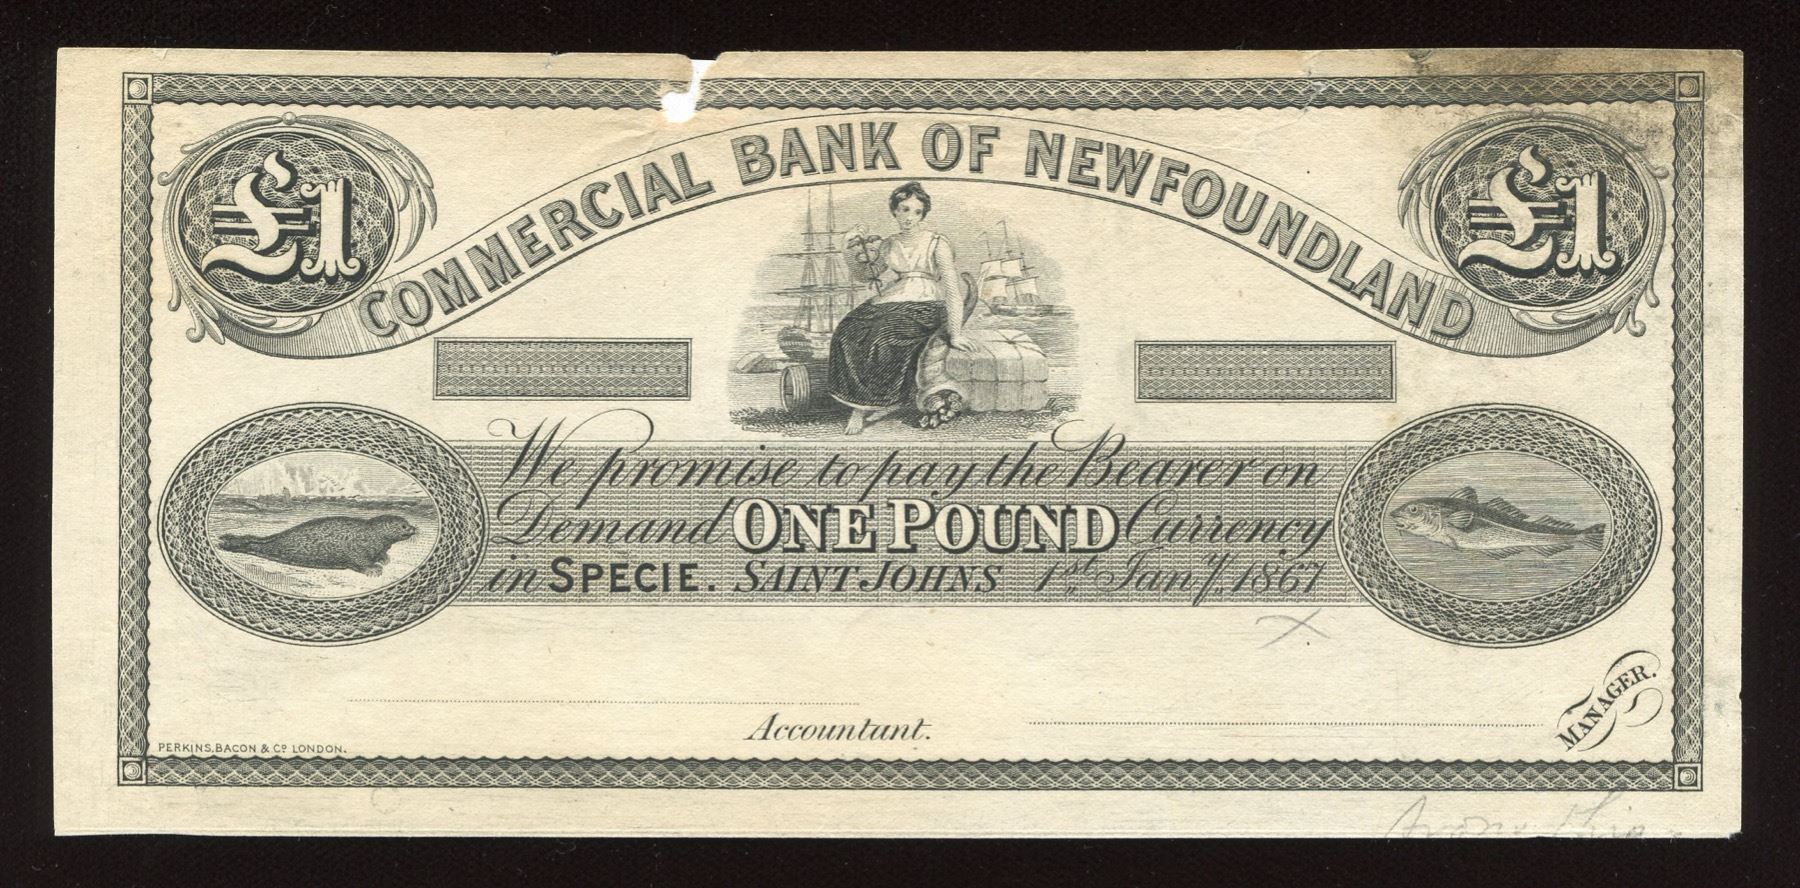 £1
COMMERCIAL BANK OF NEWFOUNDLAND
£1
We promise to pay the Bearer on
Demand ONE POUND Currency
in SPECIE. SAINT JOHNS 1st Jany. 1867
Accountant.
MANAGER.
PERKINS, BACON & Co LONDON.